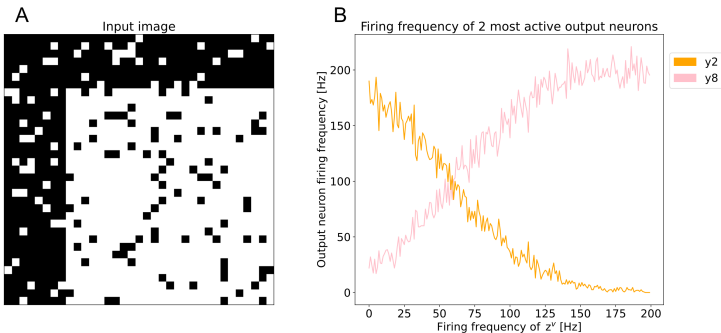 A
Input image
B
Firing frequency of 2 most active output neurons
Output neuron firing frequency [Hz]
200
150
100
50
0
0 25 50 75 100 125 150 175 200
Firing frequency of zᵛ [Hz]
y2
y8